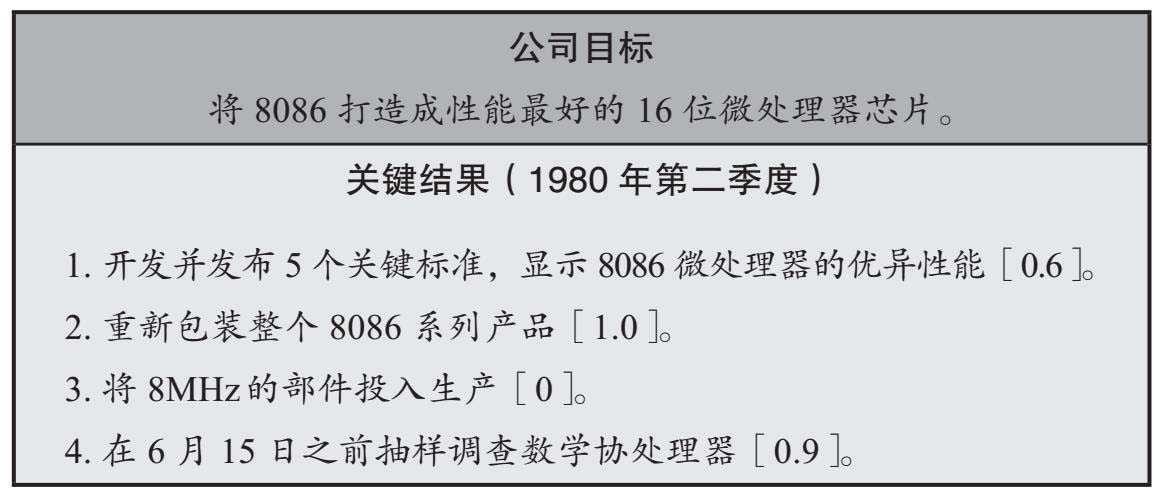 公司目标
将 8086 打造成性能最好的 16 位微处理器芯片。
关键结果（1980 年第二季度）
1. 开发并发布 5 个关键标准，显示 8086 微处理器的优异性能［0.6］。
2. 重新包装整个 8086 系列产品［1.0］。
3. 将 8MHz的部件投入生产［0］。
4. 在 6 月 15 日之前抽样调查数学协处理器［0.9］。